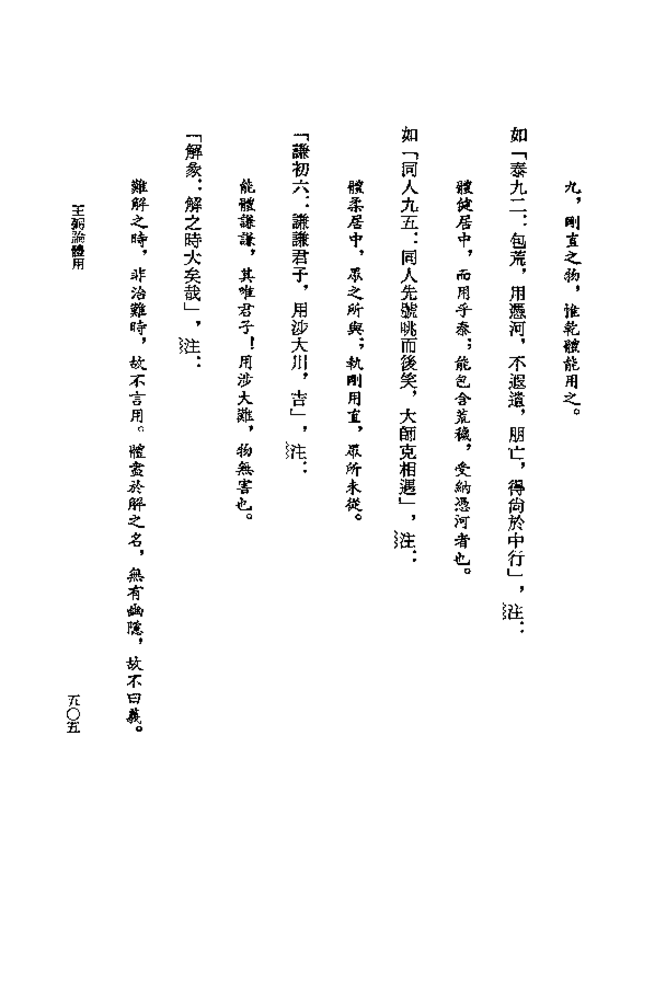 九，剛直之物，惟乾體能用之。
如「泰九二：包荒，用憑河，不遐遺，朋亡，得尚於中行」，注：
體健居中，而用乎泰；能包含荒穢，受納憑河者也。
如「同人九五：同人先號咷而後笑，大師克相遇」，注：
體柔居中，眾之所與；執剛用直，眾所未從。
「謙初六：謙謙君子，用涉大川，吉」，注：
能體謙謙，其唯君子！用涉大難，物無害也。
「解彖：解之時大矣哉」，注：
難解之時，非治難時，故不言用。體盡於解之名，無有幽隱，故不曰義。
王弼論體用
五〇五